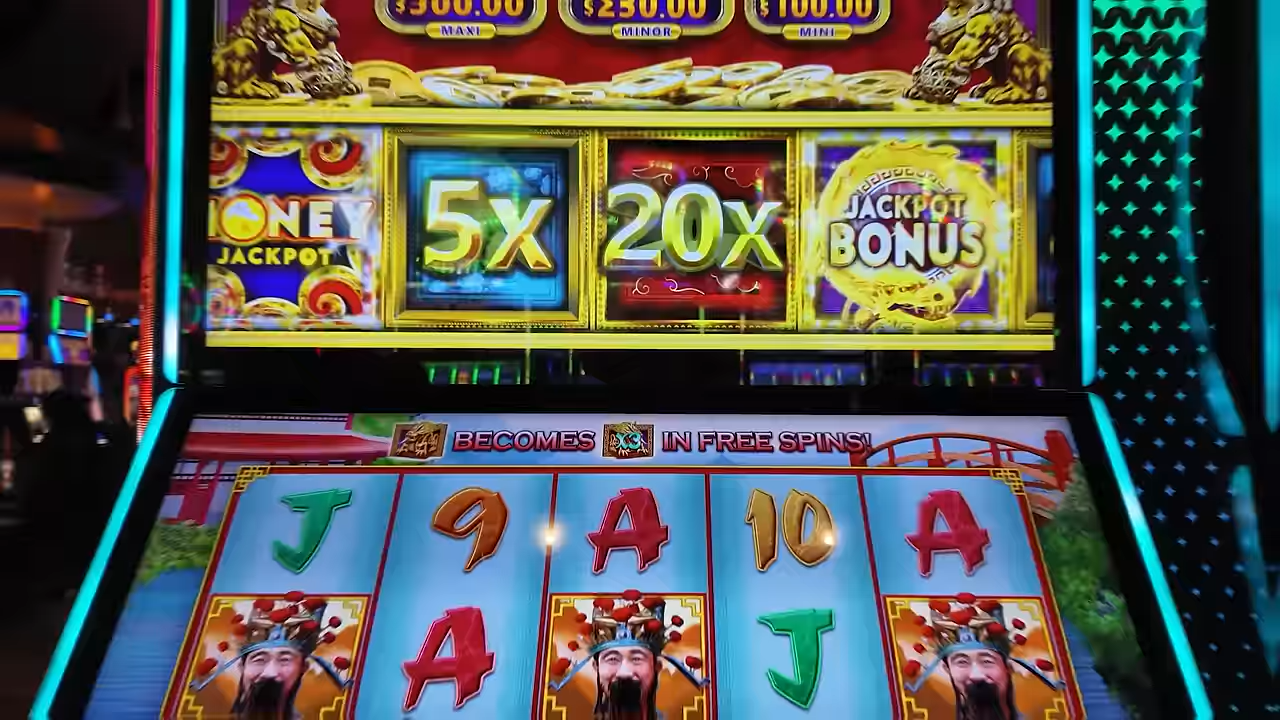 $300.00 $230.00 $100.00
MAXI MINOR MINI
MONEY
JACKPOT
5X
20X
JACKPOT
BONUS
BECOMES X3 IN FREE SPINS!
J 9 A 10 A
A J